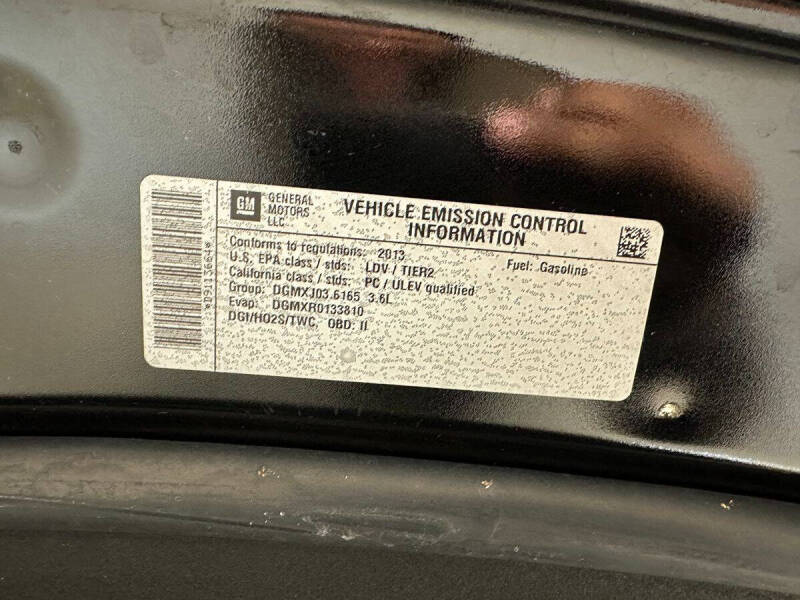 GM
GENERAL
MOTORS
LLC
VEHICLE EMISSION CONTROL
INFORMATION
Conforms to regulations: 2013
U.S. EPA class / stds: LDV / TIER2
California class / stds: PC / ULEV qualified
Group: DGMXJ03.6165 3.6L
Evap: DGMXR0133810
DGI/HO2S/TWC, OBD: II
Fuel: Gasoline